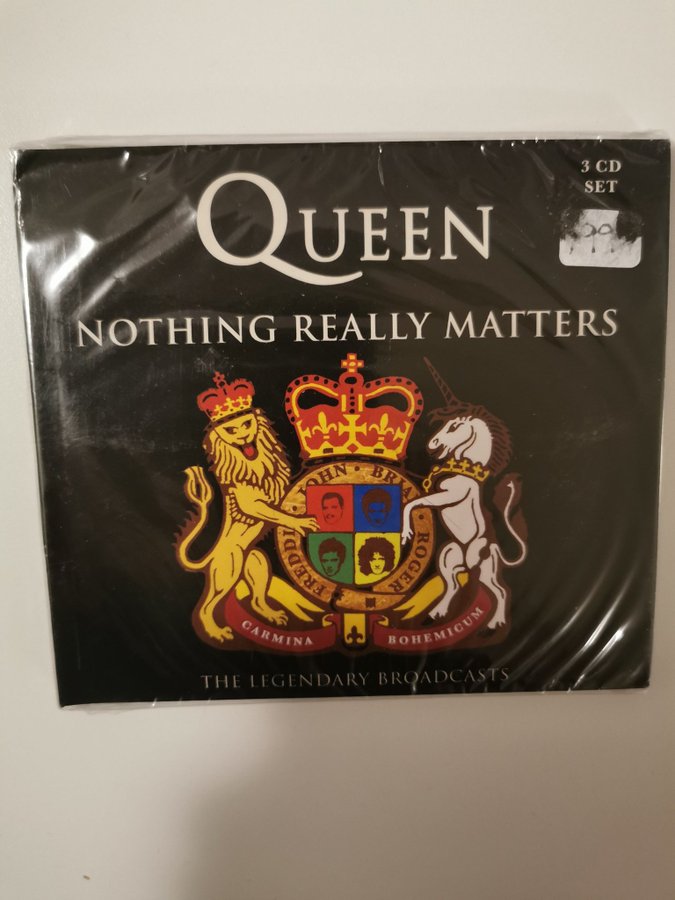 3 CD
SET
QUEEN
NOTHING REALLY MATTERS
FREDDIE JOHN • BRIAN ROGER
CARMINA BOHEMICUM
THE LEGENDARY BROADCASTS